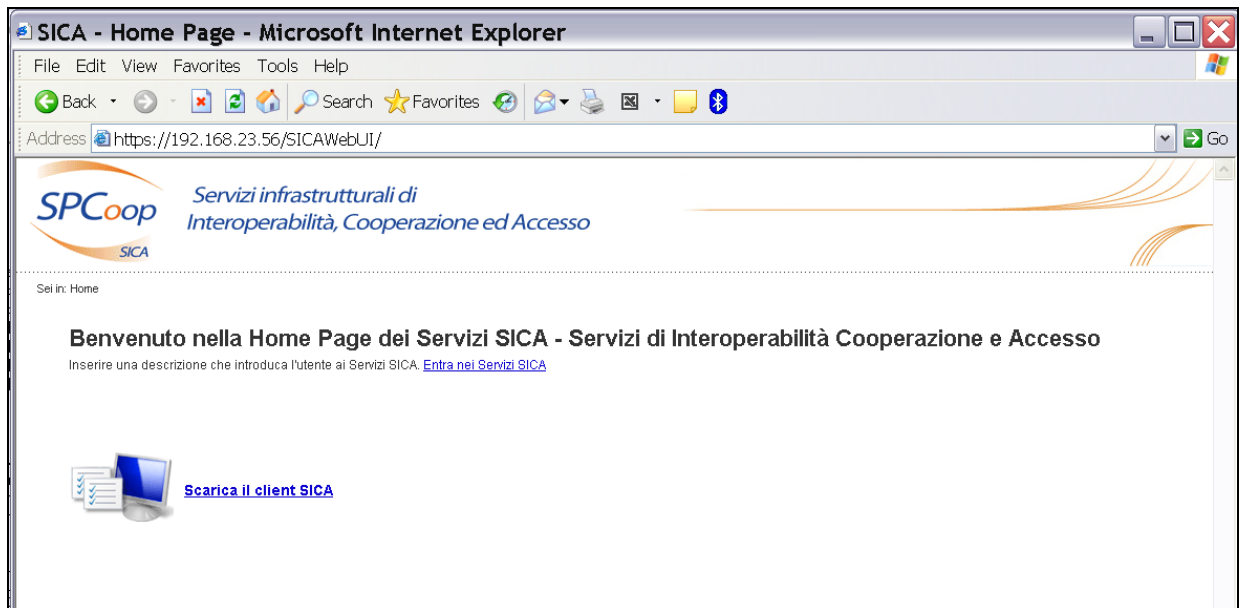 SICA - Home Page - Microsoft Internet Explorer
File Edit View Favorites Tools Help
Back Search Favorites
Address https://192.168.23.56/SICAWebUI/ Go
SPCoop
SICA
Servizi infrastrutturali di
Interoperabilità, Cooperazione ed Accesso
Sei in: Home
Benvenuto nella Home Page dei Servizi SICA - Servizi di Interoperabilità Cooperazione e Accesso
Inserire una descrizione che introduca l'utente ai Servizi SICA. Entra nei Servizi SICA
Scarica il client SICA